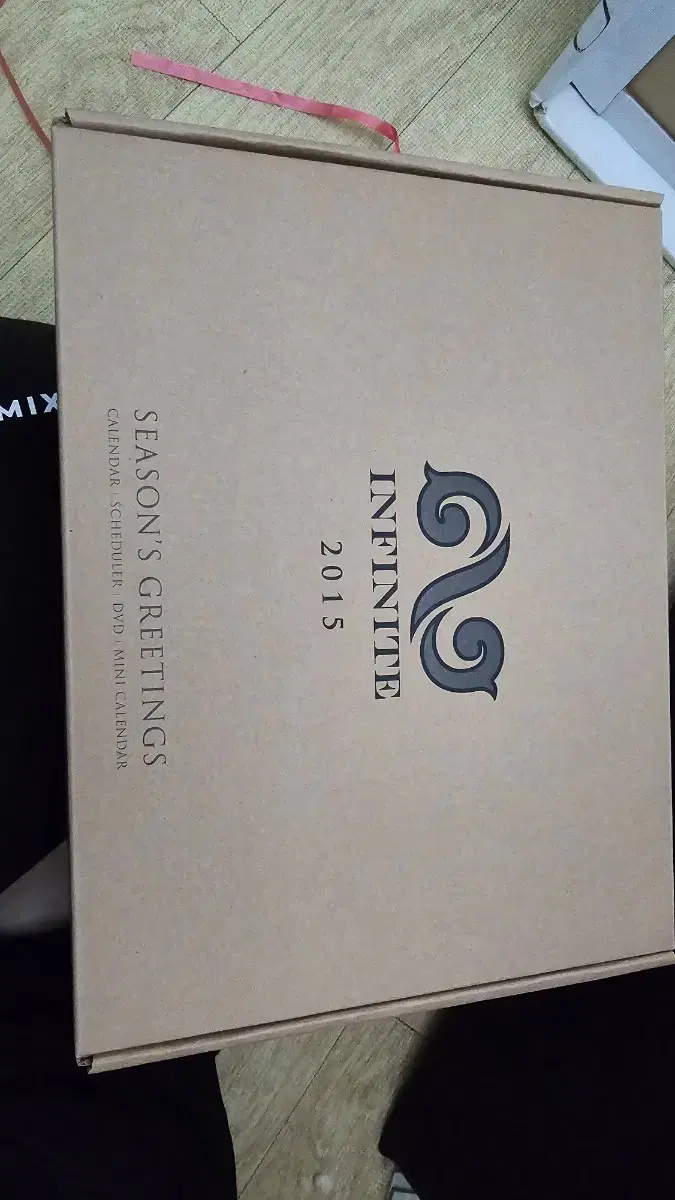 INFINITE
2015
SEASON'S GREETINGS
CALENDAR | SCHEDULER | DVD | MINI CALENDAR
MIX